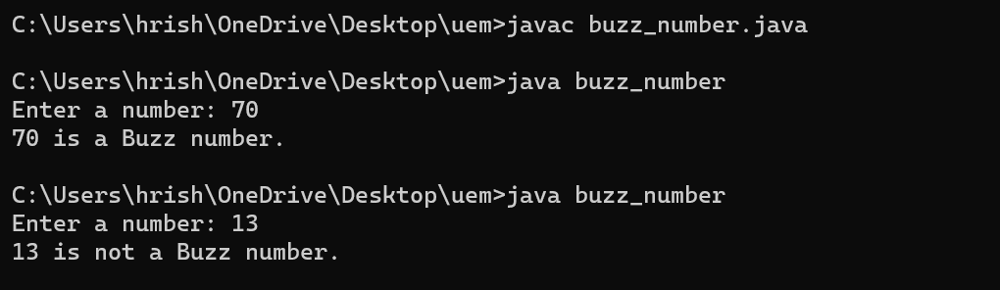 C:\Users\hrish\OneDrive\Desktop\uem>javac buzz_number.java
C:\Users\hrish\OneDrive\Desktop\uem>java buzz_number
Enter a number: 70
70 is a Buzz number.
C:\Users\hrish\OneDrive\Desktop\uem>java buzz_number
Enter a number: 13
13 is not a Buzz number.